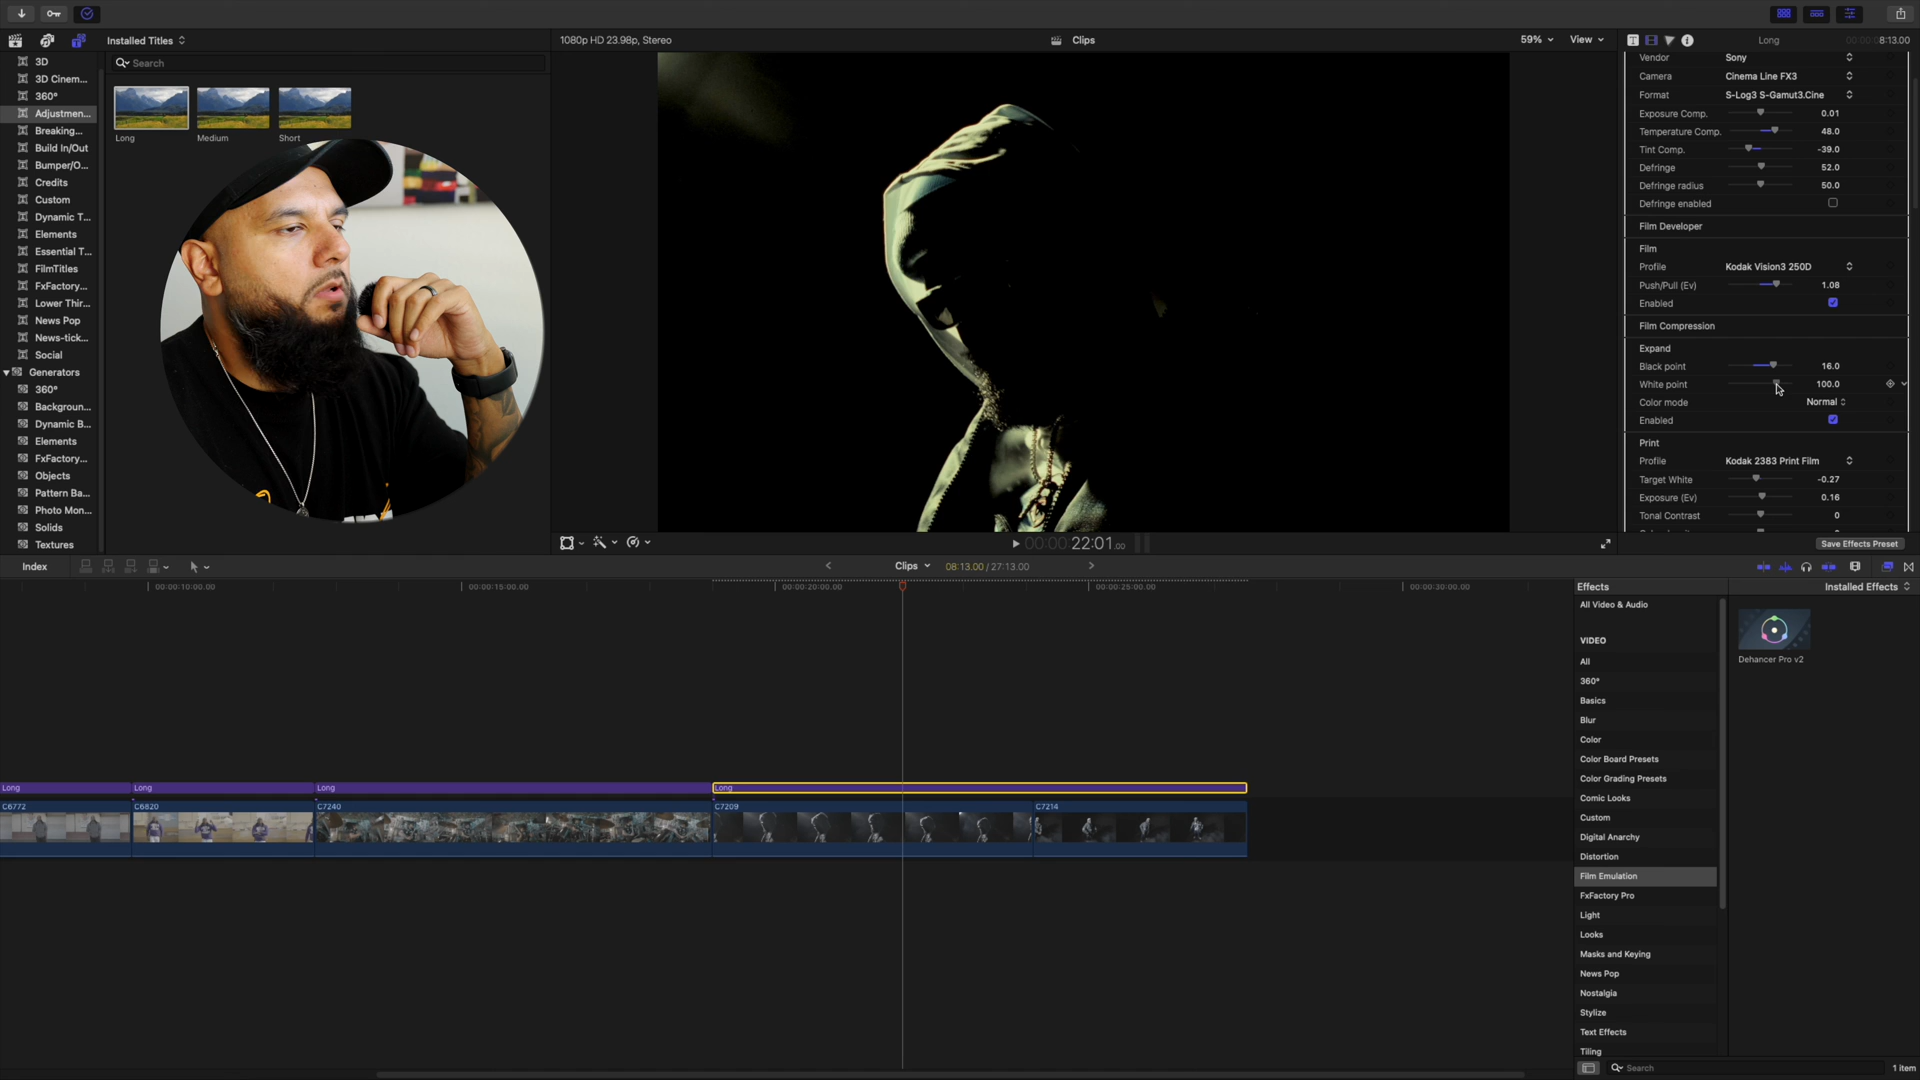 Installed Titles
1080p HD 23.98p, Stereo
Clips
59%
View
Long
8:13.00
Search
3D
3D Cinem...
360°
Adjustmen...
Breaking...
Build In/Out
Bumper/O...
Credits
Custom
Dynamic T...
Elements
Essential T...
FilmTitles
FxFactory...
Lower Thir...
News Pop
News-tick...
Social
Generators
360°
Backgroun...
Dynamic B...
Elements
FxFactory...
Objects
Pattern Ba...
Photo Mon...
Solids
Textures
Long
Medium
Short
Vendor Sony
Camera Cinema Line FX3
Format S-Log3 S-Gamut3.Cine
Exposure Comp. 0.01
Temperature Comp. 48.0
Tint Comp. -39.0
Defringe 52.0
Defringe radius 50.0
Defringe enabled
Film Developer
Film
Profile Kodak Vision3 250D
Push/Pull (Ev) 1.08
Enabled
Film Compression
Expand
Black point 16.0
White point 100.0
Color mode Normal
Enabled
Print
Profile Kodak 2383 Print Film
Target White -0.27
Exposure (Ev) 0.16
Tonal Contrast 0
Save Effects Preset
00:00:22:01.00
Index
Clips
08:13.00 / 27:13.00
00:00:10:00.00
00:00:15:00.00
00:00:20:00.00
00:00:25:00.00
00:00:30:00.00
Long
Long
Long
Long
C6772
C6820
C7240
C7209
C7214
Effects
Installed Effects
All Video & Audio
VIDEO
All
360°
Basics
Blur
Color
Color Board Presets
Color Grading Presets
Comic Looks
Custom
Digital Anarchy
Distortion
Film Emulation
FxFactory Pro
Light
Looks
Masks and Keying
News Pop
Nostalgia
Stylize
Text Effects
Tiling
Dehancer Pro v2
Search
1 item